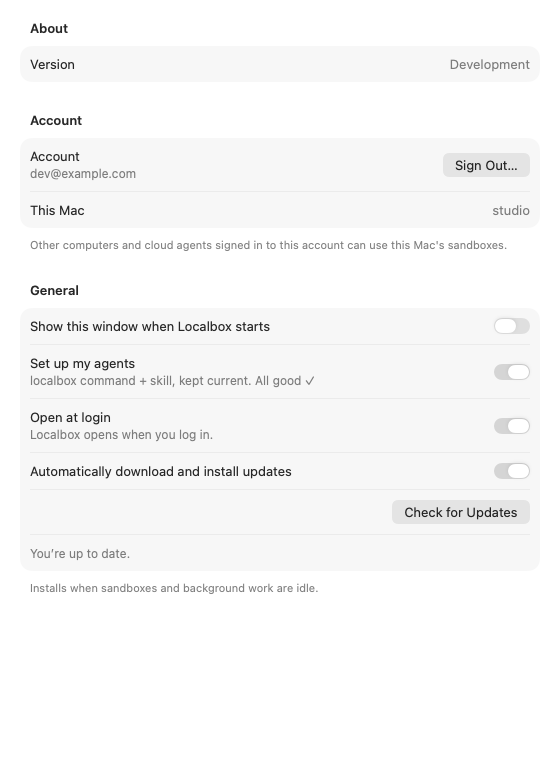 About
Version
Development
Account
Account
dev@example.com
Sign Out...
This Mac
studio
Other computers and cloud agents signed in to this account can use this Mac's sandboxes.
General
Show this window when Localbox starts
Set up my agents
localbox command + skill, kept current. All good ✓
Open at login
Localbox opens when you log in.
Automatically download and install updates
Check for Updates
You're up to date.
Installs when sandboxes and background work are idle.